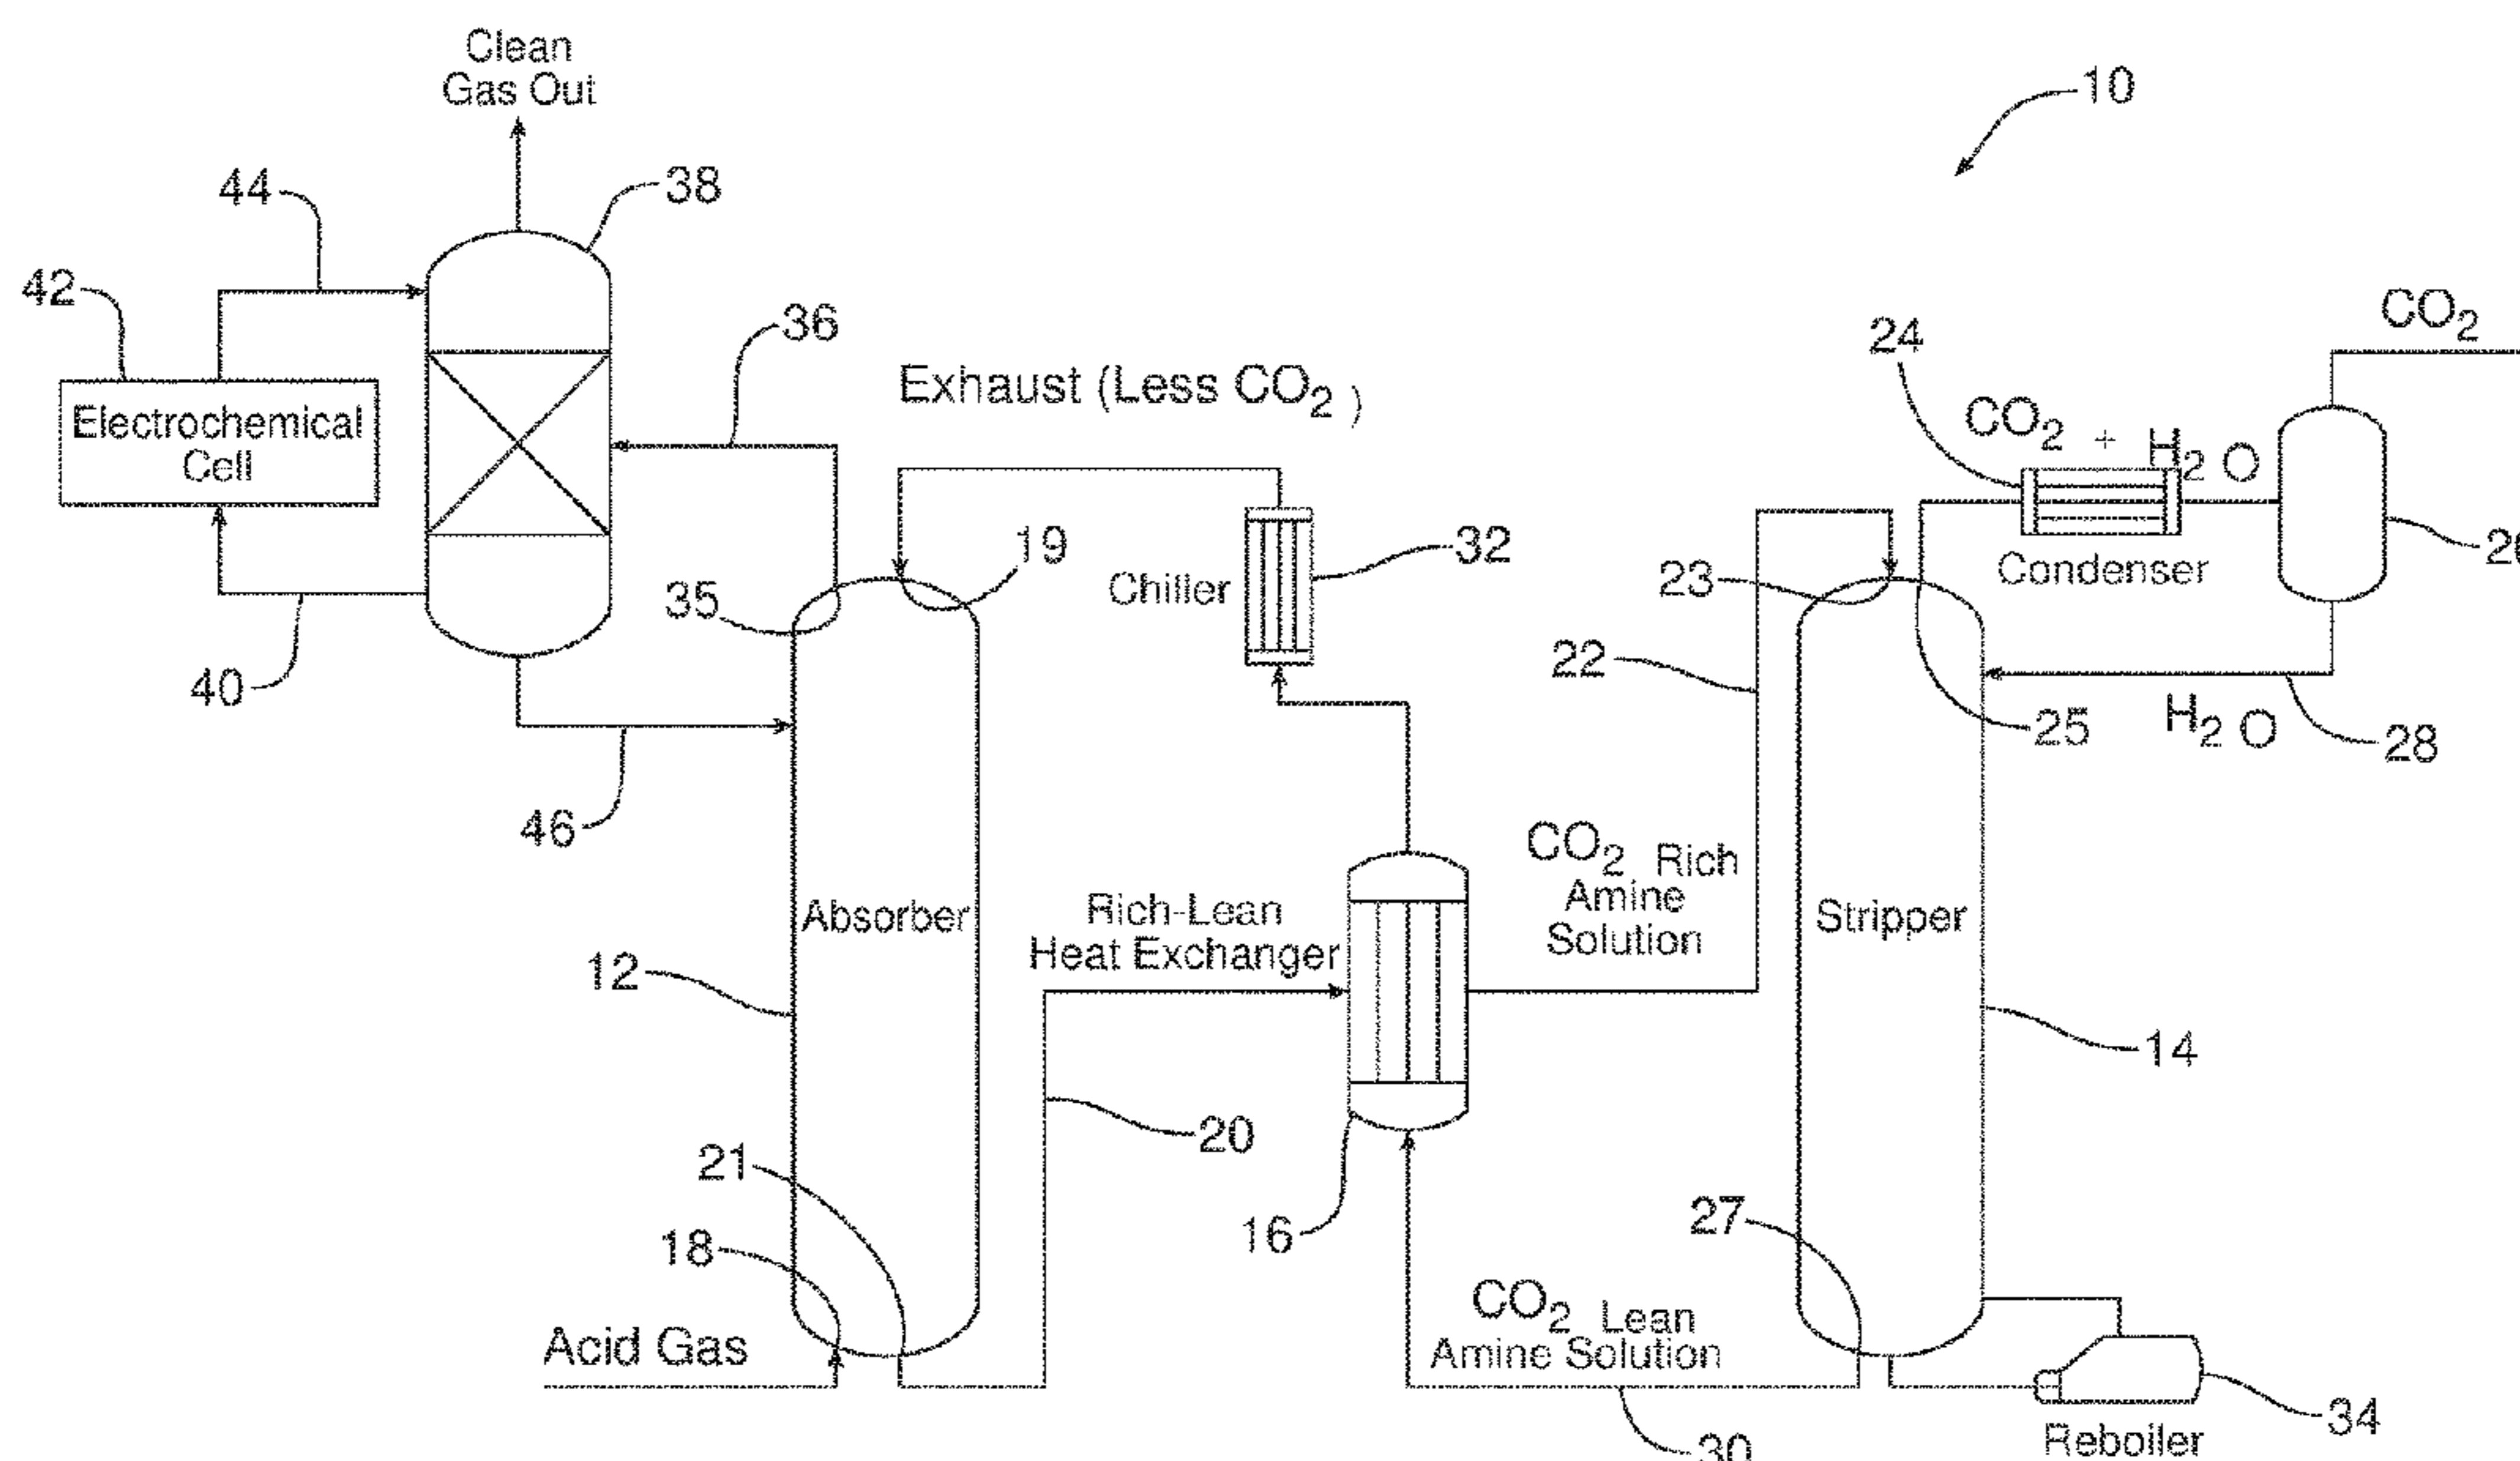 Clean
Gas Out
10
44
38
42
36
24
CO2
Exhaust (Less CO2 )
CO2 + H2 O
Electrochemical
Cell
19
32
Condenser
35
Chiller
23
22
40
25
H2 O
28
46
CO2 Rich
Amine
Solution
Absorber
Rich-Lean
Heat Exchanger
Stripper
12
14
20
21
16
27
18
Acid Gas
CO2 Lean
Amine Solution
34
30
Reboiler